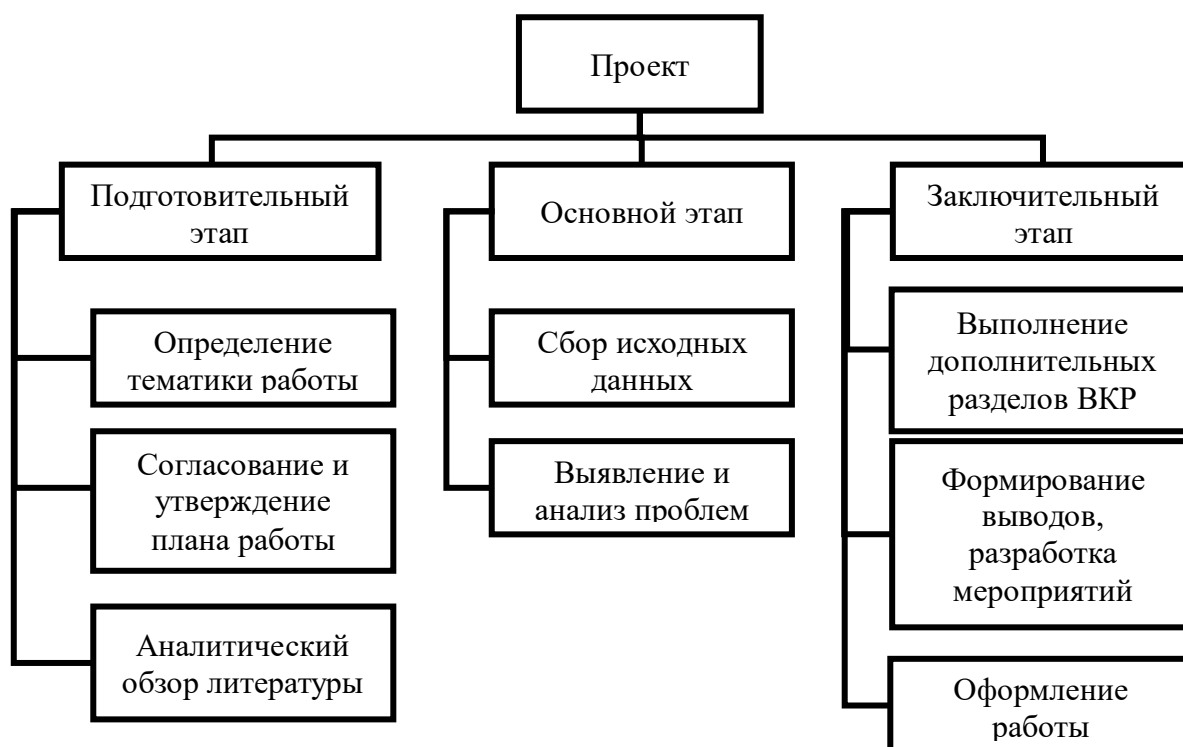 Проект
Подготовительный
этап
Основной этап
Заключительный
этап
Определение
тематики работы
Согласование и
утверждение
плана работы
Аналитический
обзор литературы
Сбор исходных
данных
Выявление и
анализ проблем
Выполнение
дополнительных
разделов ВКР
Формирование
выводов,
разработка
мероприятий
Оформление
работы